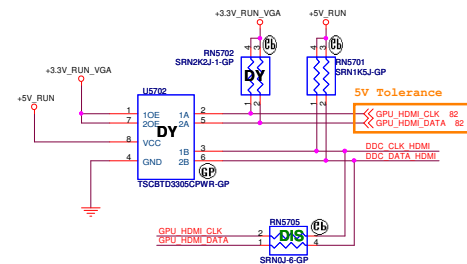 +3.3V_RUN_VGA
+5V_RUN
RN5702
SRN2K2J-1-GP
RN5701
SRN1K5J-GP
4 3
4 3
DY
1 2
1 2
+3.3V_RUN_VGA
+5V_RUN
U5702
1 1OE 1A 2
7 2OE 2A 5
DY
8 VCC
1B 3
4 GND 2B 6
GP
TSCBTD3305CPWR-GP
5V Tolerance
GPU_HDMI_CLK 82
GPU_HDMI_DATA 82
DDC_CLK_HDMI
DDC_DATA_HDMI
RN5705
GPU_HDMI_CLK 2 3
GPU_HDMI_DATA 1 4
DIS
SRN0J-6-GP